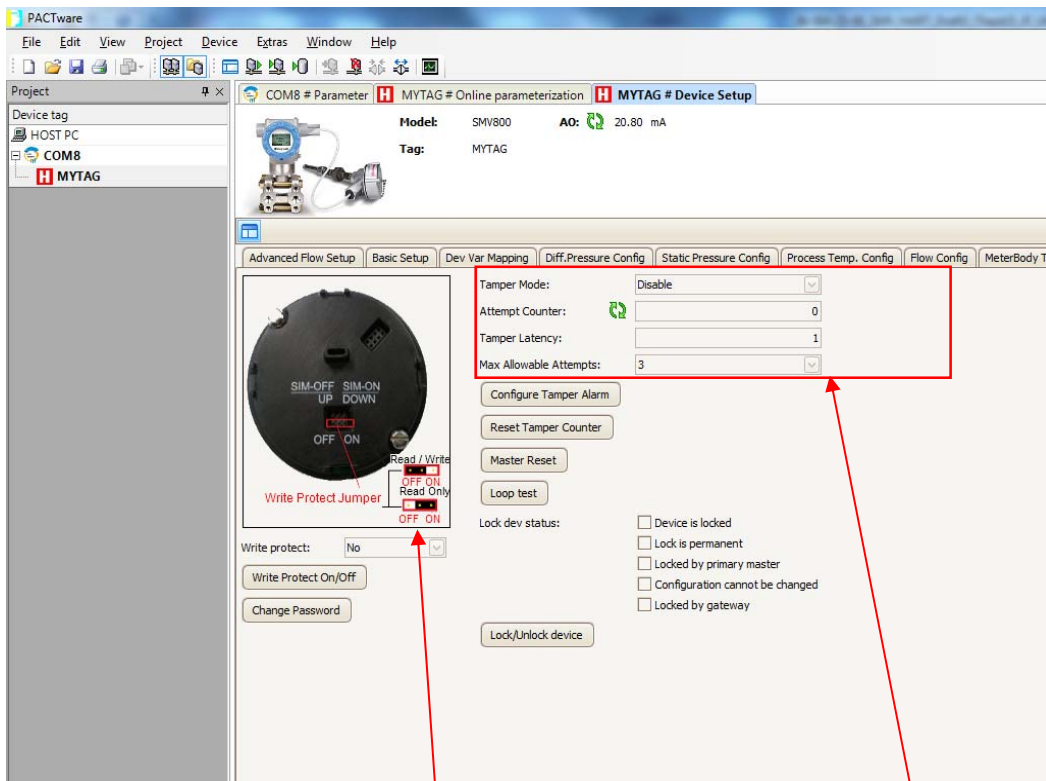 PACTware
File Edit View Project Device Extras Window Help
Project
Device tag
HOST PC
COM8
MYTAG
COM8 # Parameter MYTAG # Online parameterization MYTAG # Device Setup
Model: SMV800 AO: 20.80 mA
Tag: MYTAG
Advanced Flow Setup Basic Setup Dev Var Mapping Diff.Pressure Config Static Pressure Config Process Temp. Config Flow Config MeterBody T
SIM-OFF SIM-ON
UP DOWN
OFF ON
Read / Write
OFF ON
Write Protect Jumper
Read Only
OFF ON
Write protect: No
Write Protect On/Off
Change Password
Tamper Mode: Disable
Attempt Counter: 0
Tamper Latency: 1
Max Allowable Attempts: 3
Configure Tamper Alarm
Reset Tamper Counter
Master Reset
Loop test
Lock dev status: Device is locked
Lock is permanent
Locked by primary master
Configuration cannot be changed
Locked by gateway
Lock/Unlock device